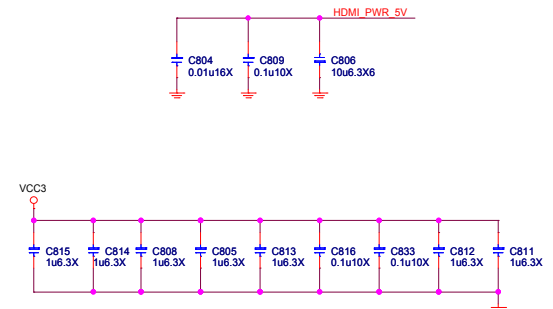 HDMI_PWR_5V
C804
0.01u16X
C809
0.1u10X
C806
10u6.3X6
VCC3
C815
1u6.3X
C814
1u6.3X
C808
1u6.3X
C805
1u6.3X
C813
1u6.3X
C816
0.1u10X
C833
0.1u10X
C812
1u6.3X
C811
1u6.3X